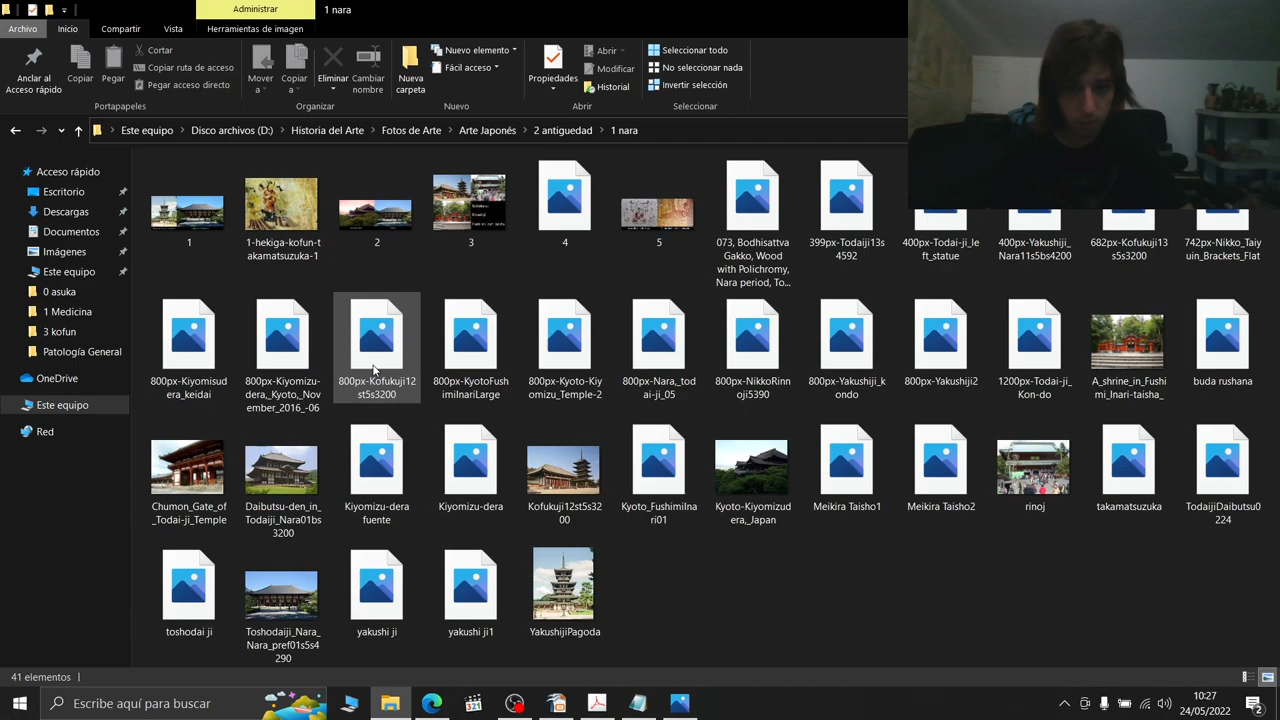 Administrar
1 nara
Archivo
Inicio
Compartir
Vista
Herramientas de imagen
Anclar al
Acceso rápido
Copiar
Pegar
Cortar
Copiar ruta de acceso
Pegar acceso directo
Portapapeles
Mover
a
Copiar
a
Eliminar
Cambiar
nombre
Organizar
Nueva
carpeta
Nuevo elemento
Fácil acceso
Nuevo
Propiedades
Abrir
Modificar
Historial
Abrir
Seleccionar todo
No seleccionar nada
Invertir selección
Seleccionar
Este equipo > Disco archivos (D:) > Historia del Arte > Fotos de Arte > Arte Japonés > 2 antiguedad > 1 nara
Acceso rápido
Escritorio
Descargas
Documentos
Imágenes
Este equipo
0 asuka
1 Medicina
3 kofun
Patología General
OneDrive
Este equipo
Red
1
1-hekiga-kofun-t
akamatsuzuka-1
2
3
4
5
073, Bodhisattva
Gakko, Wood
with Polichromy,
Nara period, To...
399px-Todaiji13s
4592
400px-Todai-ji_le
ft_statue
400px-Yakushiji_
Nara11s5bs4200
682px-Kofukuji13
s5s3200
742px-Nikko_Taiy
uin_Brackets_Flat
800px-Kiyomisud
era_keidai
800px-Kiyomizu-
dera,_Kyoto,_Nov
ember_2016_-06
800px-Kofukuji12
st5s3200
800px-KyotoFush
imiInariLarge
800px-Kyoto-Kiy
omizu_Temple-2
800px-Nara,_tod
ai-ji_05
800px-NikkoRinn
oji5390
800px-Yakushiji_k
ondo
800px-Yakushiji2
1200px-Todai-ji_
Kon-do
A_shrine_in_Fush
imi_Inari-taisha_
buda rushana
Chumon_Gate_of
_Todai-ji_Temple
Daibutsu-den_in_
Todaiji_Nara01bs
3200
Kiyomizu-dera
fuente
Kiyomizu-dera
Kofukuji12st5s32
00
Kyoto_FushimiIna
ri01
Kyoto-Kiyomizud
era,_Japan
Meikira Taisho1
Meikira Taisho2
rinoj
takamatsuzuka
TodaijiDaibutsu0
224
toshodai ji
Toshodaiji_Nara_
Nara_pref01s5s4
290
yakushi ji
yakushi ji1
YakushijiPagoda
41 elementos
Escribe aquí para buscar
321
10:27
24/05/2022
2